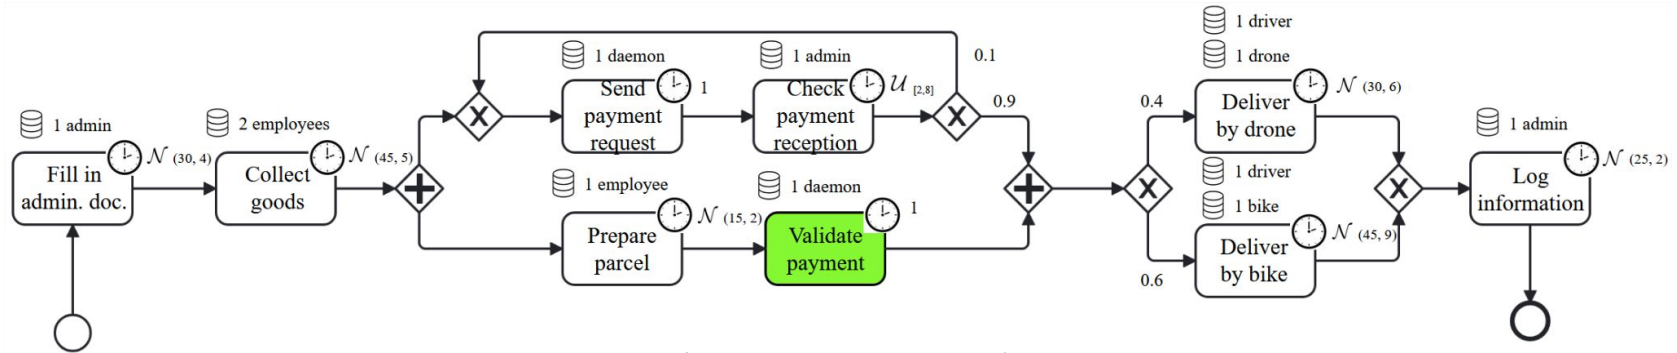 1 admin
N (30, 4)
Fill in
admin. doc.
2 employees
N (45, 5)
Collect
goods
1 daemon
Send
payment
request
1
1 admin
Check
payment
reception
U [2,8]
X
X
0.1
0.9
1 employee
Prepare
parcel
N (15, 2)
1 daemon
Validate
payment
1
X
0.4
0.6
1 driver
1 drone
Deliver
by drone
N (30, 6)
1 driver
1 bike
Deliver
by bike
N (45, 9)
X
1 admin
Log
information
N (25, 2)